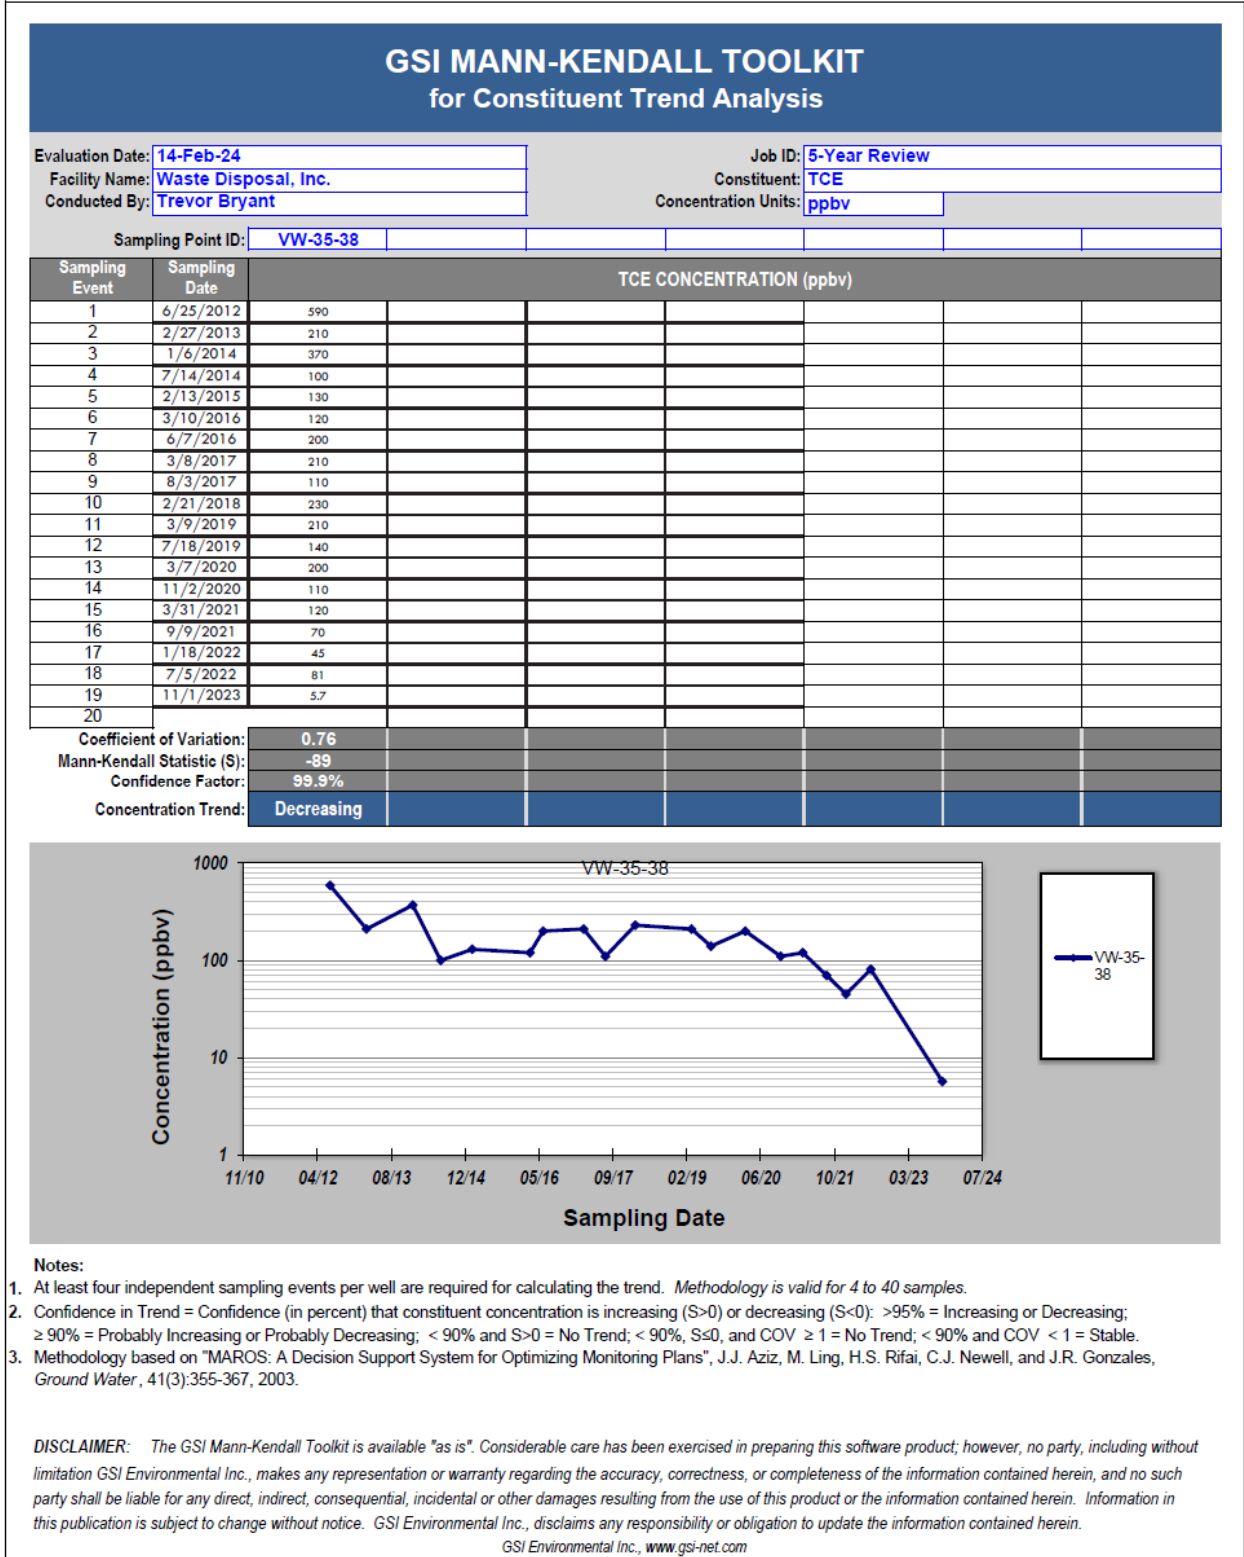 GSI MANN-KENDALL TOOLKIT
for Constituent Trend Analysis
Evaluation Date: 14-Feb-24 Job ID: 5-Year Review
Facility Name: Waste Disposal, Inc. Constituent: TCE
Conducted By: Trevor Bryant Concentration Units: ppbv
Sampling Point ID: VW-35-38
Sampling Event Sampling Date TCE CONCENTRATION (ppbv)
1 6/25/2012 590
2 2/27/2013 210
3 1/6/2014 370
4 7/14/2014 100
5 2/13/2015 130
6 3/10/2016 120
7 6/7/2016 200
8 3/8/2017 210
9 8/3/2017 110
10 2/21/2018 230
11 3/9/2019 210
12 7/18/2019 140
13 3/7/2020 200
14 11/2/2020 110
15 3/31/2021 120
16 9/9/2021 70
17 1/18/2022 45
18 7/5/2022 81
19 11/1/2023 5.7
20
Coefficient of Variation: 0.76
Mann-Kendall Statistic (S): -89
Confidence Factor: 99.9%
Concentration Trend: Decreasing
VW-35-38
Concentration (ppbv)
1000
100
10
1
11/10 04/12 08/13 12/14 05/16 09/17 02/19 06/20 10/21 03/23 07/24
Sampling Date
VW-35-
38
Notes:
1. At least four independent sampling events per well are required for calculating the trend. Methodology is valid for 4 to 40 samples.
2. Confidence in Trend = Confidence (in percent) that constituent concentration is increasing (S>0) or decreasing (S<0): >95% = Increasing or Decreasing;
≥ 90% = Probably Increasing or Probably Decreasing; < 90% and S>0 = No Trend; < 90%, S≤0, and COV ≥ 1 = No Trend; < 90% and COV < 1 = Stable.
3. Methodology based on "MAROS: A Decision Support System for Optimizing Monitoring Plans", J.J. Aziz, M. Ling, H.S. Rifai, C.J. Newell, and J.R. Gonzales,
Ground Water, 41(3):355-367, 2003.
DISCLAIMER: The GSI Mann-Kendall Toolkit is available "as is". Considerable care has been exercised in preparing this software product; however, no party, including without
limitation GSI Environmental Inc., makes any representation or warranty regarding the accuracy, correctness, or completeness of the information contained herein, and no such
party shall be liable for any direct, indirect, consequential, incidental or other damages resulting from the use of this product or the information contained herein. Information in
this publication is subject to change without notice. GSI Environmental Inc., disclaims any responsibility or obligation to update the information contained herein.
GSI Environmental Inc., www.gsi-net.com